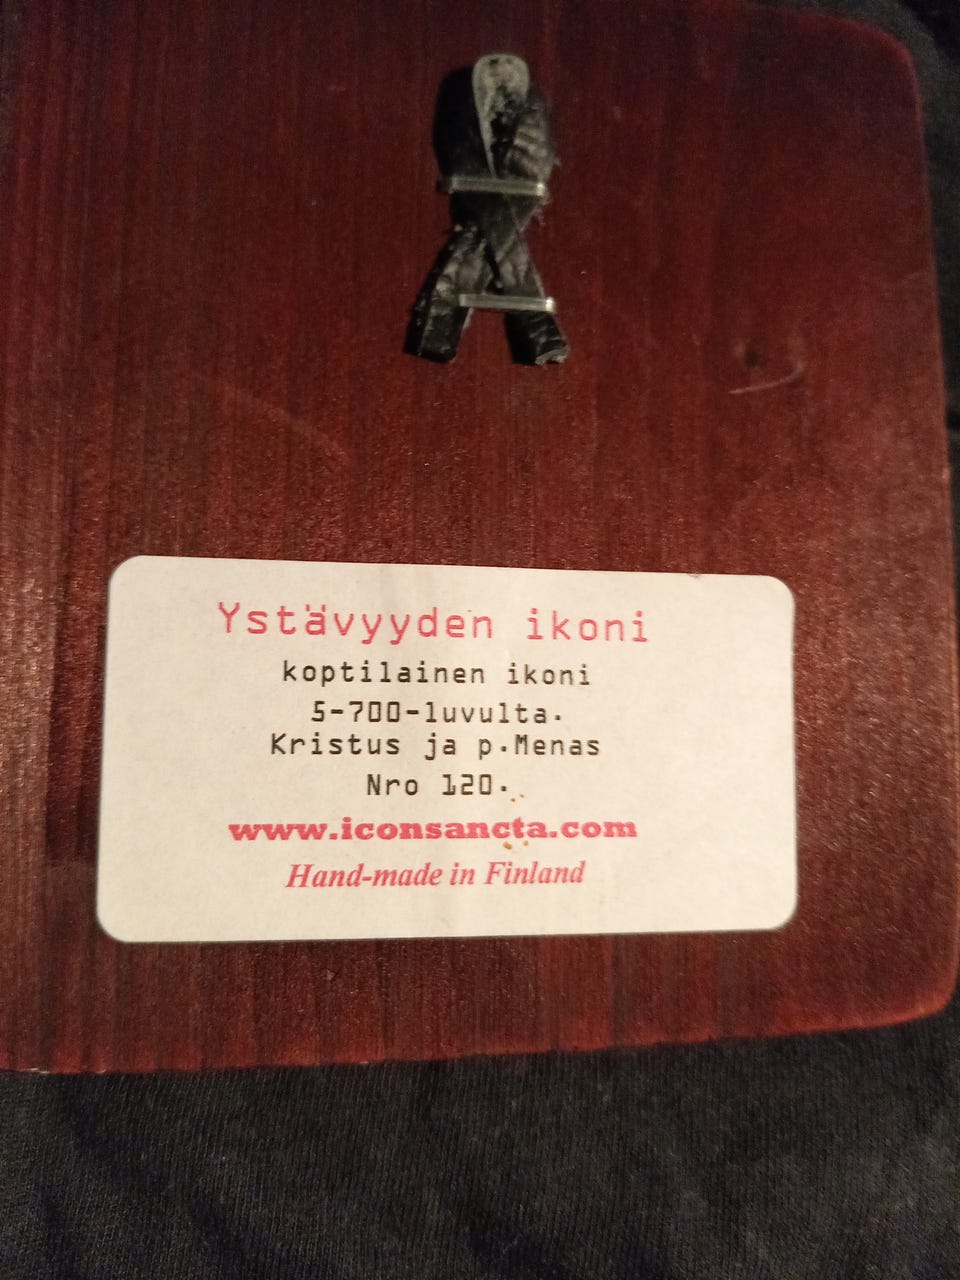 Ystävyyden ikoni
koptilainen ikoni
5-700-luvulta.
Kristus ja p.Menas
Nro 120.
www.iconsancta.com
Hand-made in Finland